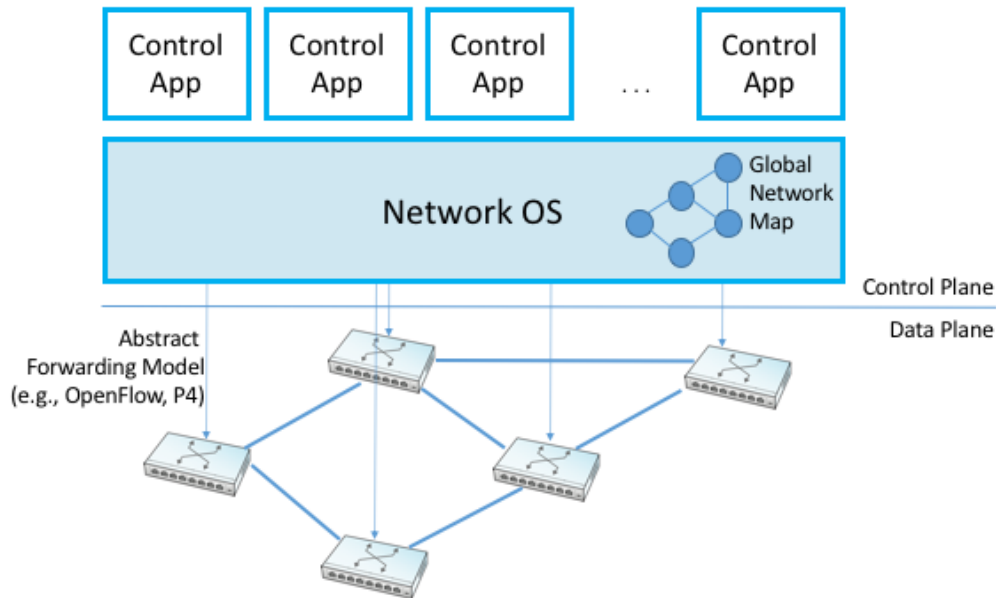 Control
App
Control
App
Control
App
. . .
Control
App
Network OS
Global
Network
Map
Control Plane
Data Plane
Abstract
Forwarding Model
(e.g., OpenFlow, P4)